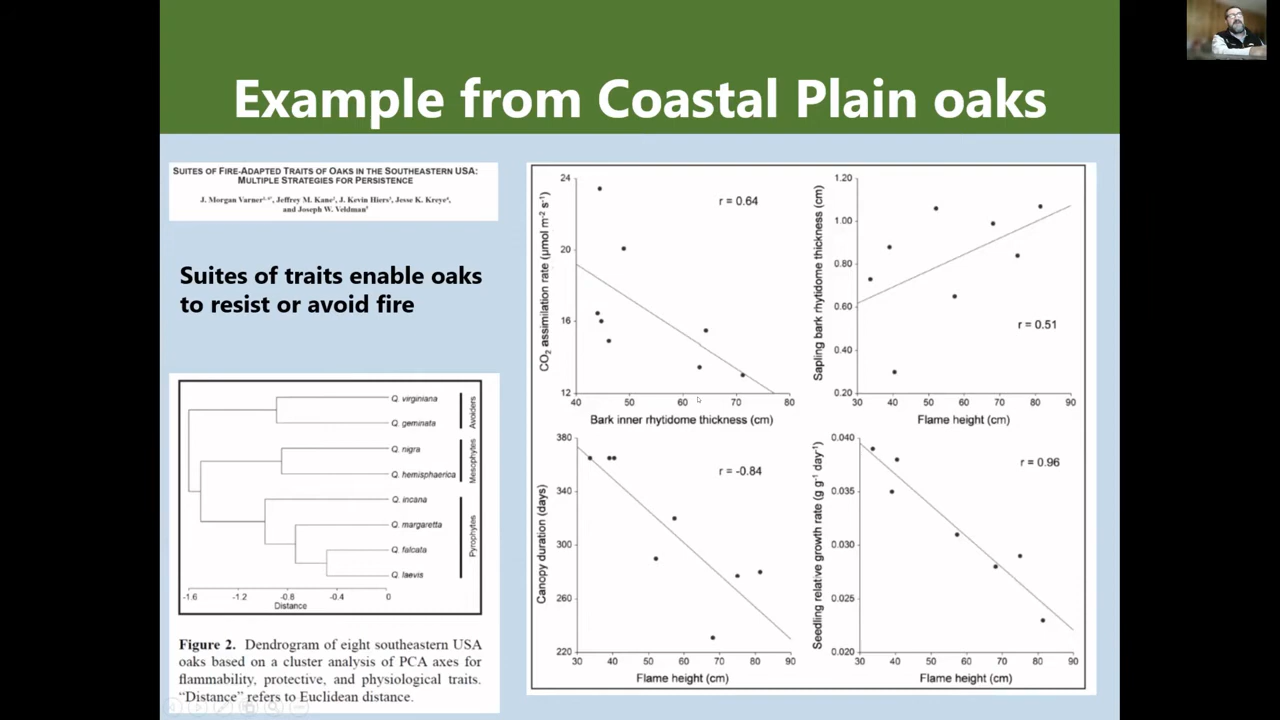 Example from Coastal Plain oaks
SUITES OF FIRE-ADAPTED TRAITS OF OAKS IN THE SOUTHEASTERN USA:
MULTIPLE STRATEGIES FOR PERSISTENCE
J. Morgan Varner, Jeffrey M. Kane, J. Kevin Hiers, Jesse K. Kreye,
and Joseph W. Veldman
Suites of traits enable oaks
to resist or avoid fire
Q. virginiana
Q. geminata
Avoiders
Q. nigra
Q. hemisphaerica
Mesophytes
Q. incana
Q. margaretta
Q. falcata
Q. laevis
Pyrophytes
-1.6 -1.2 -0.8 -0.4 0
Distance
Figure 2. Dendrogram of eight southeastern USA
oaks based on a cluster analysis of PCA axes for
flammability, protective, and physiological traits.
“Distance” refers to Euclidean distance.
CO₂ assimilation rate (μmol m⁻² s⁻¹)
24
20
16
12
r = 0.64
40 50 60 70 80
Bark inner rhytidome thickness (cm)
Sapling bark rhytidome thickness (cm)
1.20
1.00
0.80
0.60
0.40
0.20
r = 0.51
30 40 50 60 70 80 90
Flame height (cm)
Canopy duration (days)
380
340
300
260
220
r = -0.84
30 40 50 60 70 80 90
Flame height (cm)
Seedling relative growth rate (g g⁻¹ day⁻¹)
0.040
0.035
0.030
0.025
0.020
r = 0.96
30 40 50 60 70 80 90
Flame height (cm)